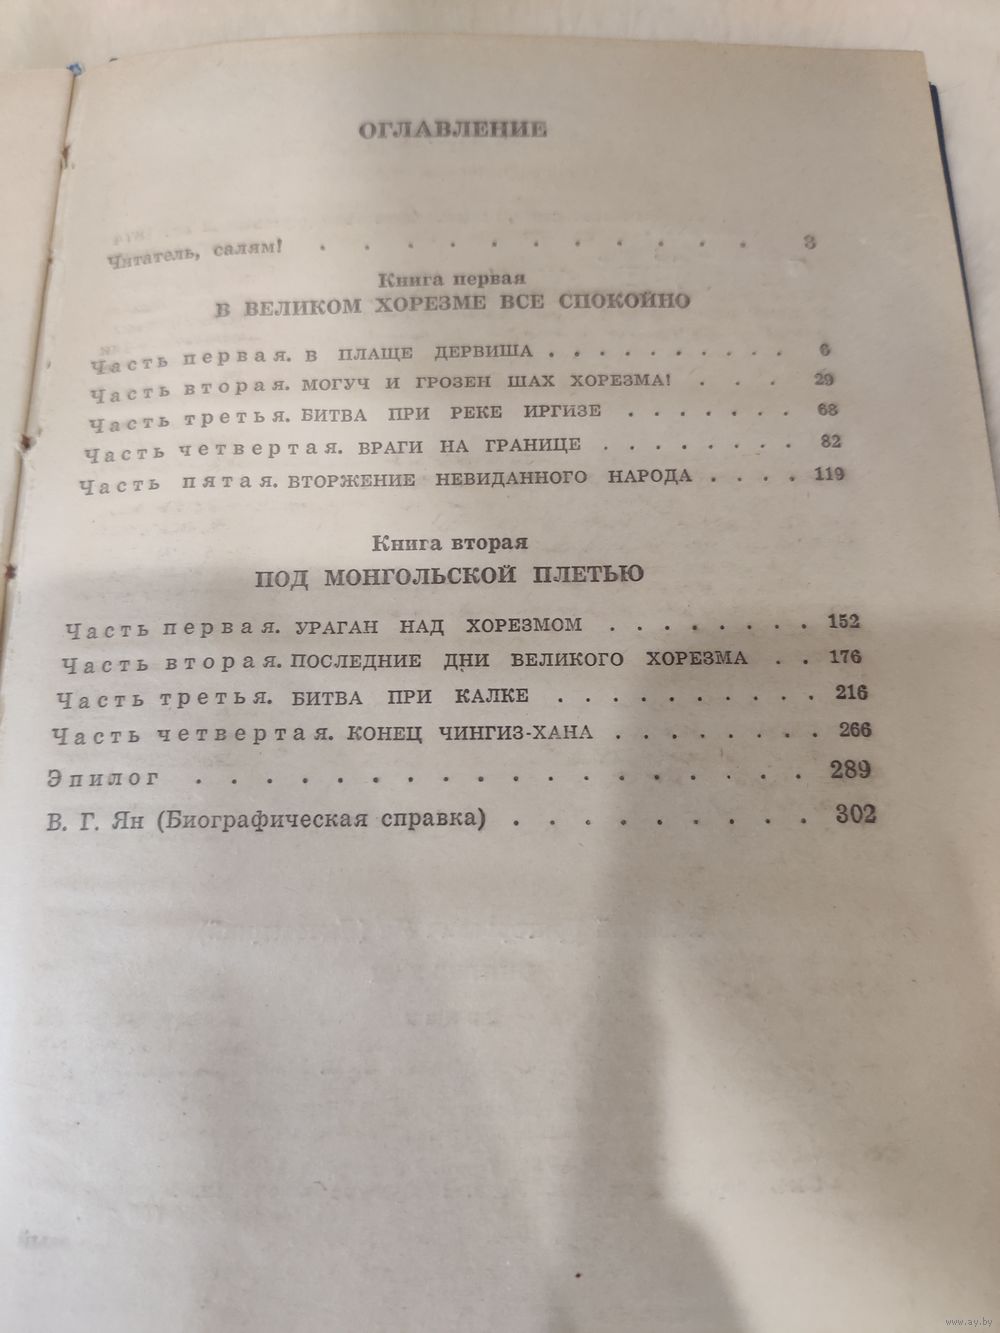 ОГЛАВЛЕНИЕ
Читатель, салям! . . . . . . . . . . . 3
Книга первая
В ВЕЛИКОМ ХОРЕЗМЕ ВСЕ СПОКОЙНО
Часть первая. В ПЛАЩЕ ДЕРВИША . . . . . . . . . . 6
Часть вторая. МОГУЧ И ГРОЗЕН ШАХ ХОРЕЗМА! . . . 29
Часть третья. БИТВА ПРИ РЕКЕ ИРГИЗЕ . . . . . . . 68
Часть четвертая. ВРАГИ НА ГРАНИЦЕ . . . . . . . . 82
Часть пятая. ВТОРЖЕНИЕ НЕВИДАННОГО НАРОДА . . . . 119
Книга вторая
ПОД МОНГОЛЬСКОЙ ПЛЕТЬЮ
Часть первая. УРАГАН НАД ХОРЕЗМОМ . . . . . . . . 152
Часть вторая. ПОСЛЕДНИЕ ДНИ ВЕЛИКОГО ХОРЕЗМА . . 176
Часть третья. БИТВА ПРИ КАЛКЕ . . . . . . . . . . 216
Часть четвертая. КОНЕЦ ЧИНГИЗ-ХАНА . . . . . . . . 266
Эпилог . . . . . . . . . . . . . . . . . 289
В. Г. Ян (Биографическая справка) . . . . . . . . . 302
www.ay.by